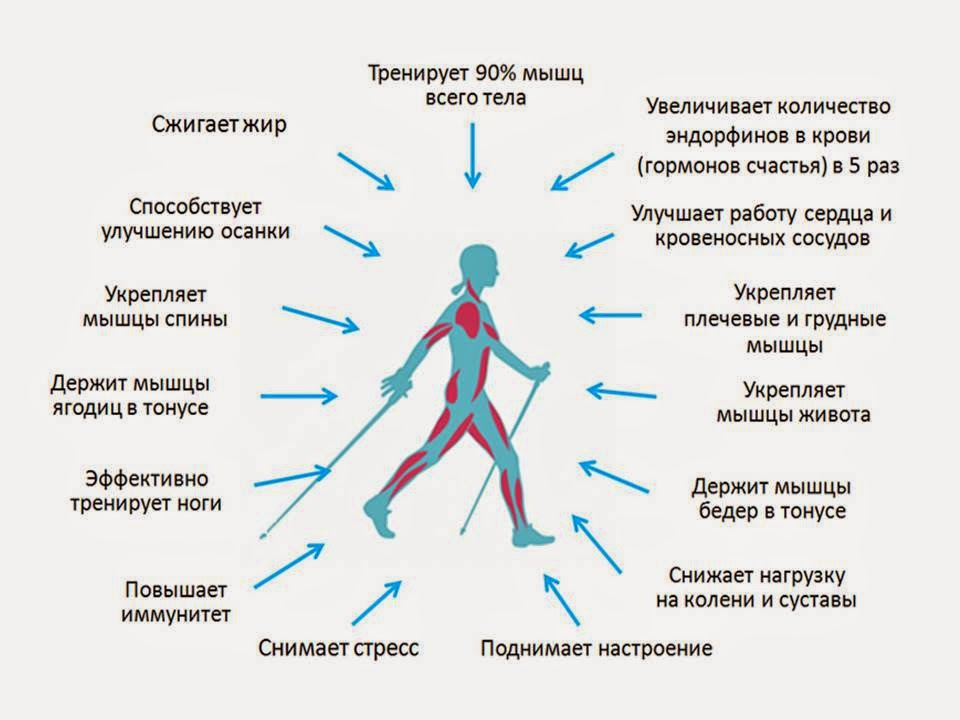 Тренирует 90% мышц
всего тела
Сжигает жир
Увеличивает количество
эндорфинов в крови
(гормонов счастья) в 5 раз
Способствует
улучшению осанки
Улучшает работу сердца и
кровеносных сосудов
Укрепляет
мышцы спины
Укрепляет
плечевые и грудные
мышцы
Держит мышцы
ягодиц в тонусе
Укрепляет
мышцы живота
Эффективно
тренирует ноги
Держит мышцы
бедер в тонусе
Повышает
иммунитет
Снижает нагрузку
на колени и суставы
Снимает стресс
Поднимает настроение